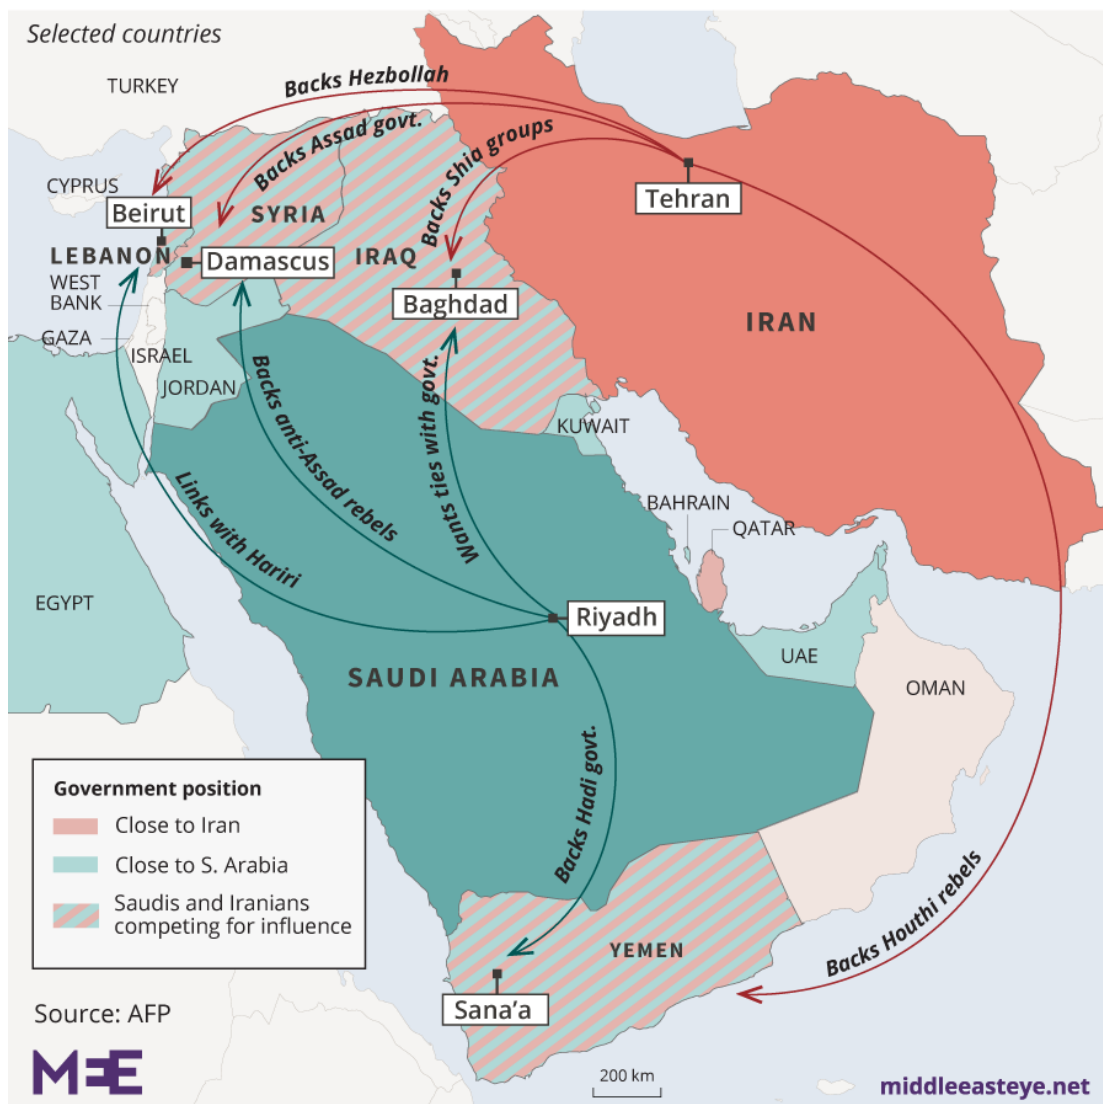 Selected countries
TURKEY
Backs Hezbollah
Backs Assad govt.
Backs Shia groups
CYPRUS
Beirut
SYRIA
Tehran
LEBANON
Damascus
IRAQ
WEST
BANK
Baghdad
IRAN
GAZA
ISRAEL
JORDAN
KUWAIT
Backs anti-Assad rebels
Wants ties with govt.
Links with Hariri
BAHRAIN
QATAR
EGYPT
Riyadh
UAE
SAUDI ARABIA
OMAN
Backs Hadi govt.
Backs Houthi rebels
YEMEN
Sana'a
Government position
Close to Iran
Close to S. Arabia
Saudis and Iranians
competing for influence
Source: AFP
MEE
200 km
middleeasteye.net